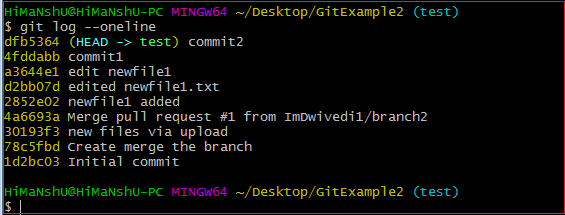 HiMaNshU@HiMaNshU-PC MINGW64 ~/Desktop/GitExample2 (test)
$ git log --oneline
dfb5364 (HEAD -> test) commit2
4fddabb commit1
a3644e1 edit newfile1
d2bb07d edited newfile1.txt
2852e02 newfile1 added
4a6693a Merge pull request #1 from ImDwivedi1/branch2
30193f3 new files via upload
78c5fbd Create merge the branch
1d2bc03 Initial commit
HiMaNshU@HiMaNshU-PC MINGW64 ~/Desktop/GitExample2 (test)
$